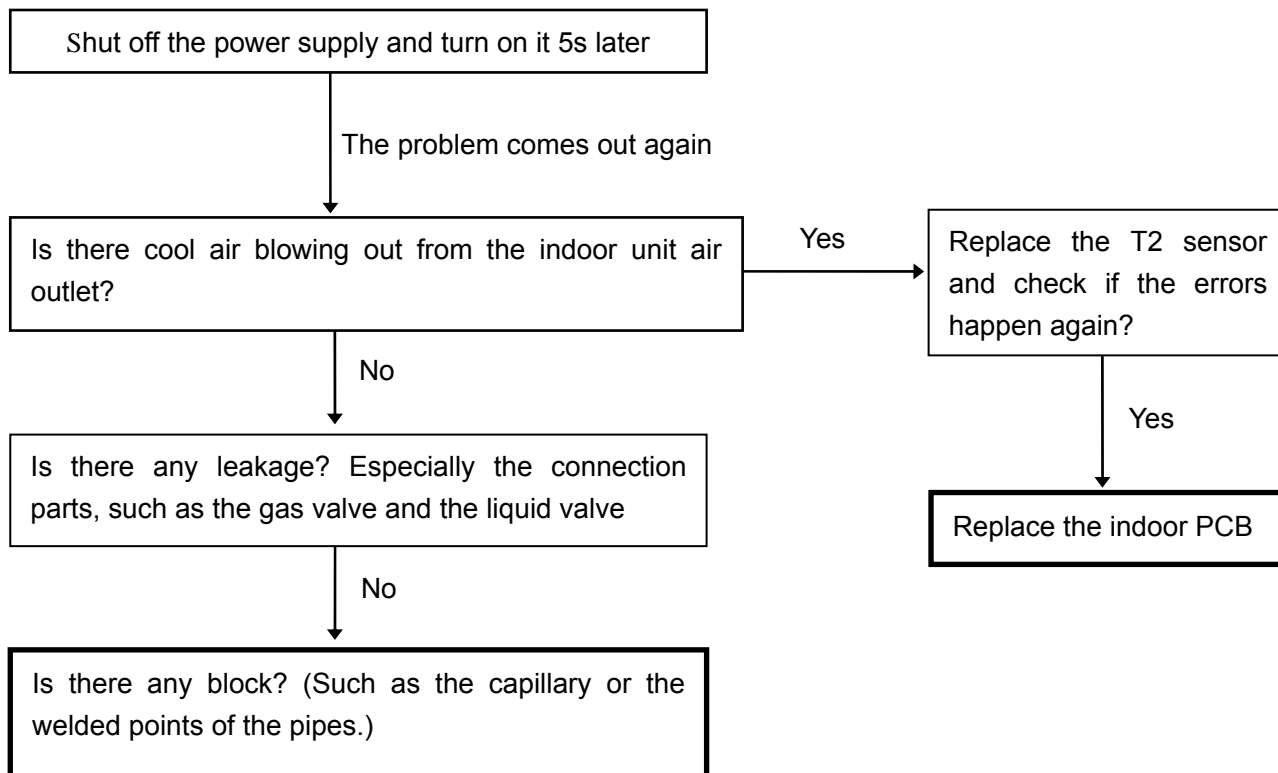 Shut off the power supply and turn on it 5s later
The problem comes out again
Is there cool air blowing out from the indoor unit air
outlet?
Yes
Replace the T2 sensor
and check if the errors
happen again?
No
Yes
Is there any leakage? Especially the connection
parts, such as the gas valve and the liquid valve
Replace the indoor PCB
No
Is there any block? (Such as the capillary or the
welded points of the pipes.)